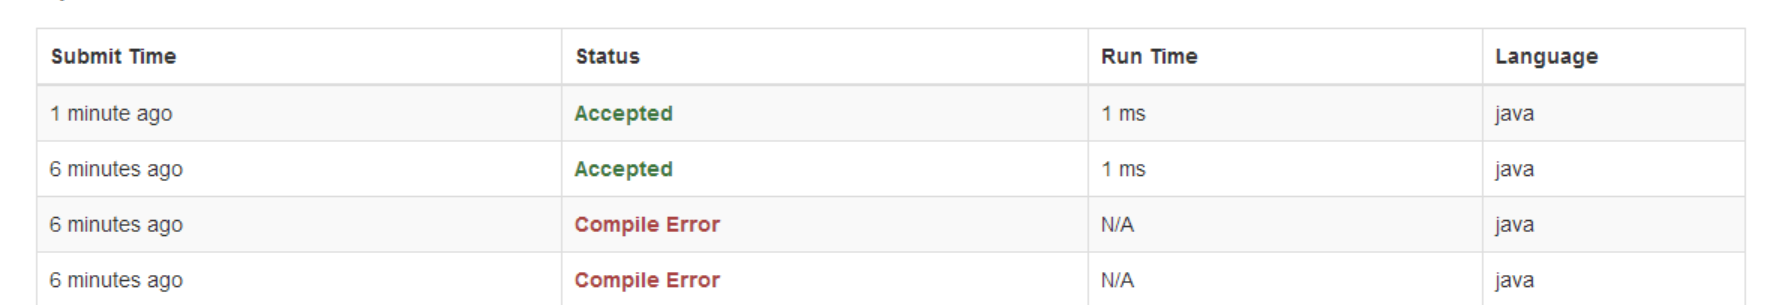 Submit Time Status Run Time Language
1 minute ago Accepted 1 ms java
6 minutes ago Accepted 1 ms java
6 minutes ago Compile Error N/A java
6 minutes ago Compile Error N/A java